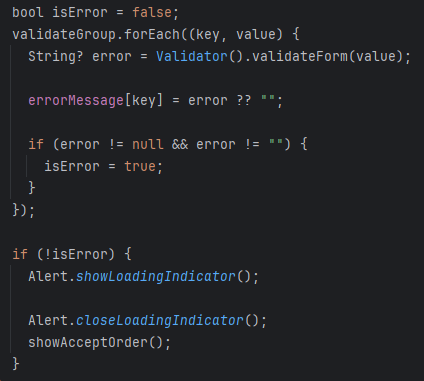 bool isError = false;
validateGroup.forEach((key, value) {
String? error = Validator().validateForm(value);
errorMessage[key] = error ?? "";
if (error != null && error != "") {
isError = true;
}
});
if (!isError) {
Alert.showLoadingIndicator();
Alert.closeLoadingIndicator();
showAcceptOrder();
}